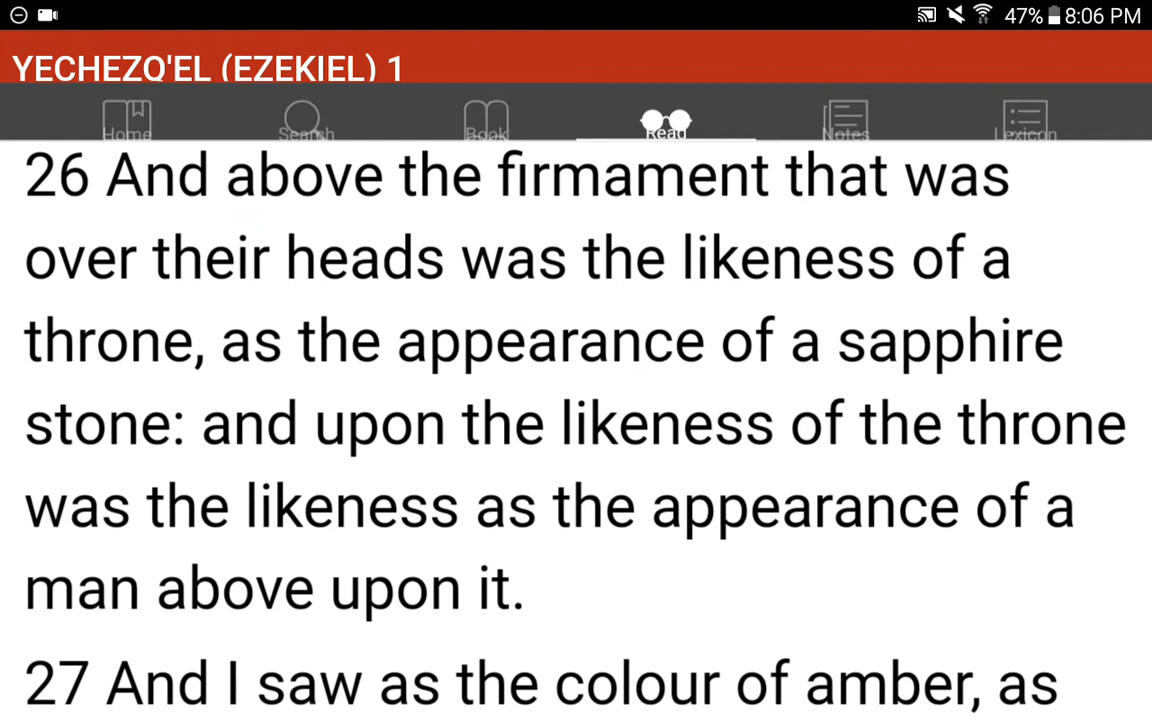 47% 8:06 PM
YECHEZQ'EL (EZEKIEL) 1
Home Search Book Read Notes Lexicon
26 And above the firmament that was
over their heads was the likeness of a
throne, as the appearance of a sapphire
stone: and upon the likeness of the throne
was the likeness as the appearance of a
man above upon it.
27 And I saw as the colour of amber, as